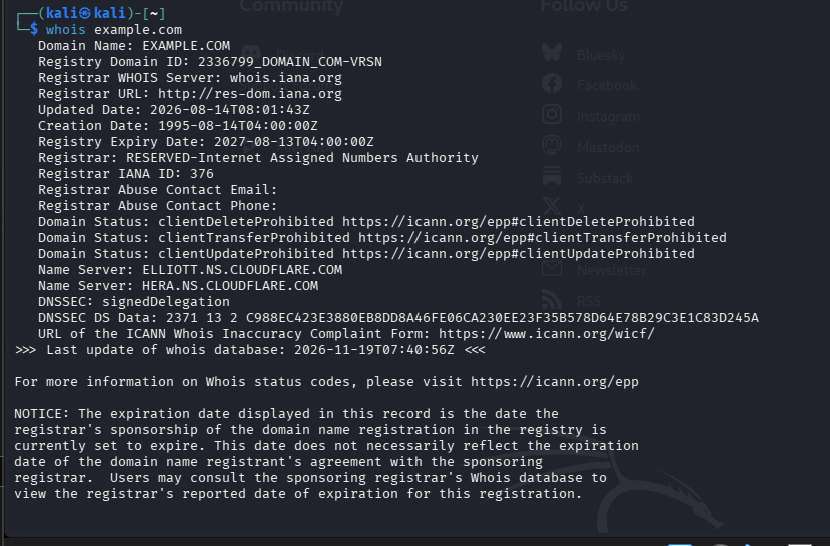 Community
Follow Us
┌──(kali㉿kali)-[~]
└─$ whois example.com
Domain Name: EXAMPLE.COM
Discord
Bluesky
Registry Domain ID: 2336799_DOMAIN_COM-VRSN
Registrar WHOIS Server: whois.iana.org
Facebook
Registrar URL: http://res-dom.iana.org
Updated Date: 2026-08-14T08:01:43Z
Instagram
Creation Date: 1995-08-14T04:00:00Z
Registry Expiry Date: 2027-08-13T04:00:00Z
Mastodon
Registrar: RESERVED-Internet Assigned Numbers Authority
Registrar IANA ID: 376
Substack
Registrar Abuse Contact Email:
Registrar Abuse Contact Phone:
X
Domain Status: clientDeleteProhibited https://icann.org/epp#clientDeleteProhibited
Domain Status: clientTransferProhibited https://icann.org/epp#clientTransferProhibited
Domain Status: clientUpdateProhibited https://icann.org/epp#clientUpdateProhibited
Name Server: ELLIOTT.NS.CLOUDFLARE.COM
Newsletter
Name Server: HERA.NS.CLOUDFLARE.COM
DNSSEC: signedDelegation
RSS
DNSSEC DS Data: 2371 13 2 C988EC423E3880EB8DD8A46FE06CA230EE23F35B578D64E78B29C3E1C83D245A
URL of the ICANN Whois Inaccuracy Complaint Form: https://www.icann.org/wicf/
>>> Last update of whois database: 2026-11-19T07:40:56Z <<<
For more information on Whois status codes, please visit https://icann.org/epp
NOTICE: The expiration date displayed in this record is the date the
registrar's sponsorship of the domain name registration in the registry is
currently set to expire. This date does not necessarily reflect the expiration
date of the domain name registrant's agreement with the sponsoring
registrar.  Users may consult the sponsoring registrar's Whois database to
view the registrar's reported date of expiration for this registration.